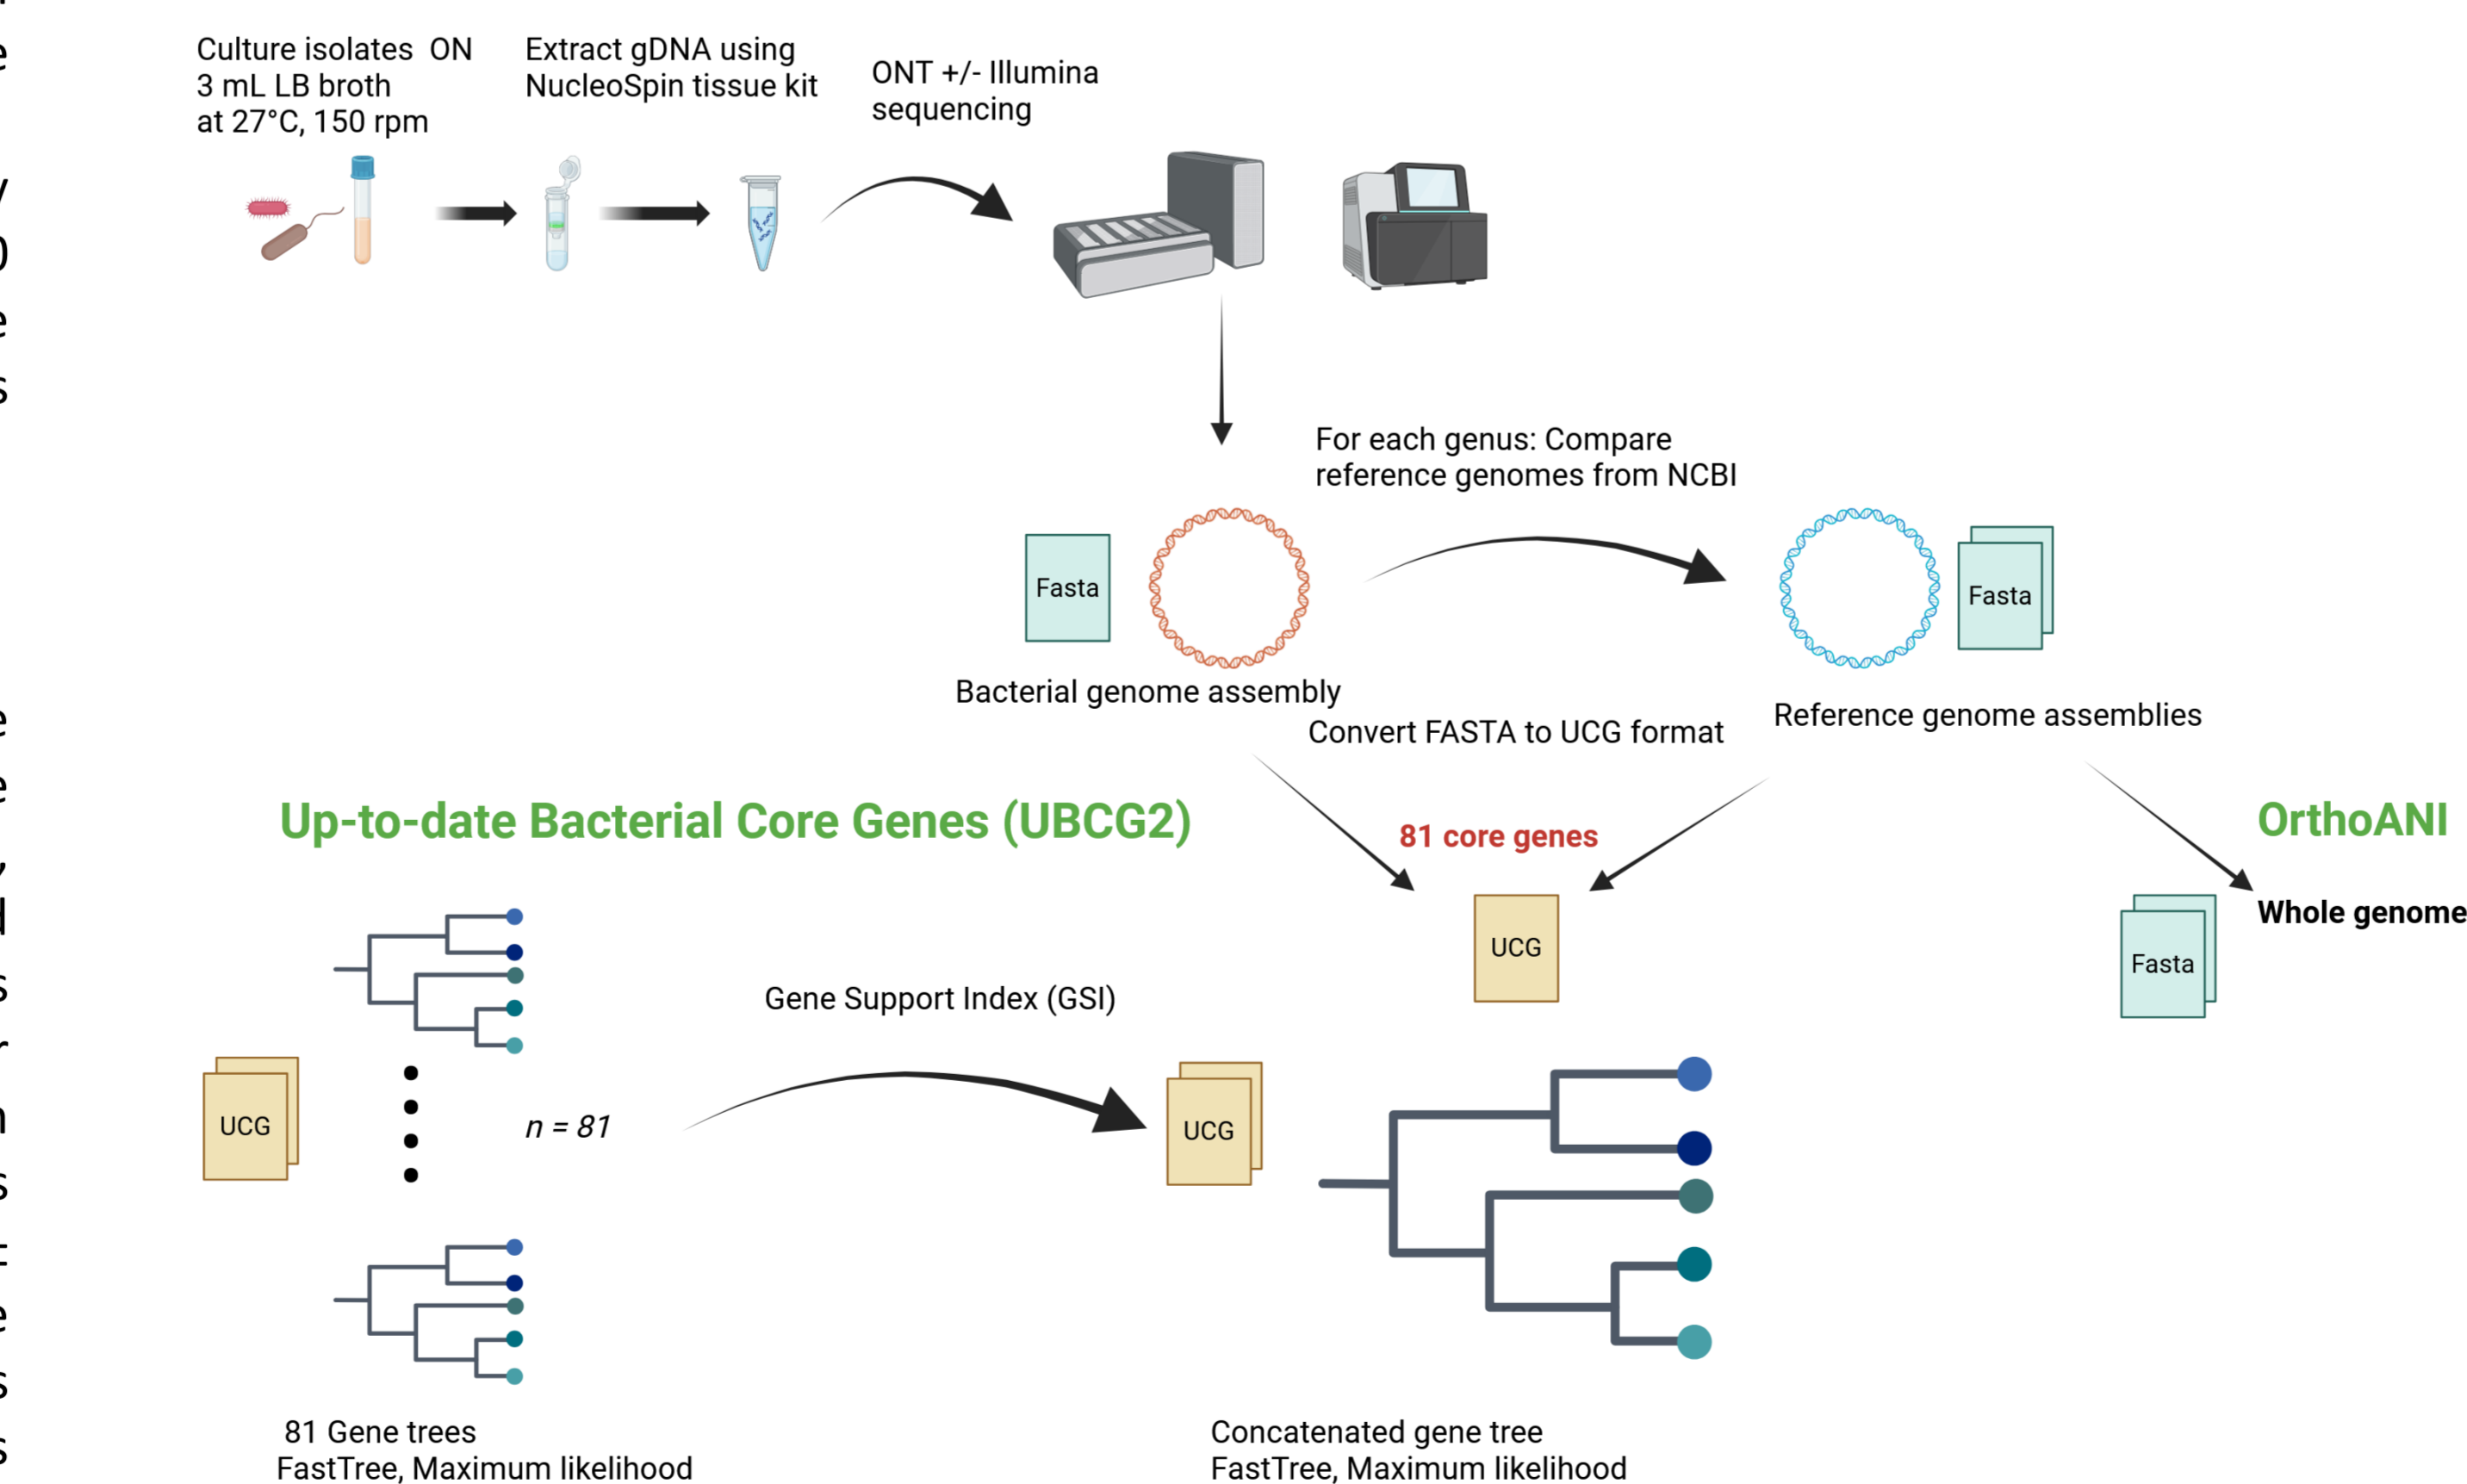 Culture isolates  ON
3 mL LB broth
at 27°C, 150 rpm
Extract gDNA using
NucleoSpin tissue kit
ONT +/- Illumina
sequencing
For each genus: Compare
reference genomes from NCBI
Fasta
Fasta
Bacterial genome assembly
Reference genome assemblies
Convert FASTA to UCG format
Up-to-date Bacterial Core Genes (UBCG2)
81 core genes
OrthoANI
Whole genome
UCG
Fasta
Gene Support Index (GSI)
UCG
n = 81
UCG
81 Gene trees
FastTree, Maximum likelihood
Concatenated gene tree
FastTree, Maximum likelihood